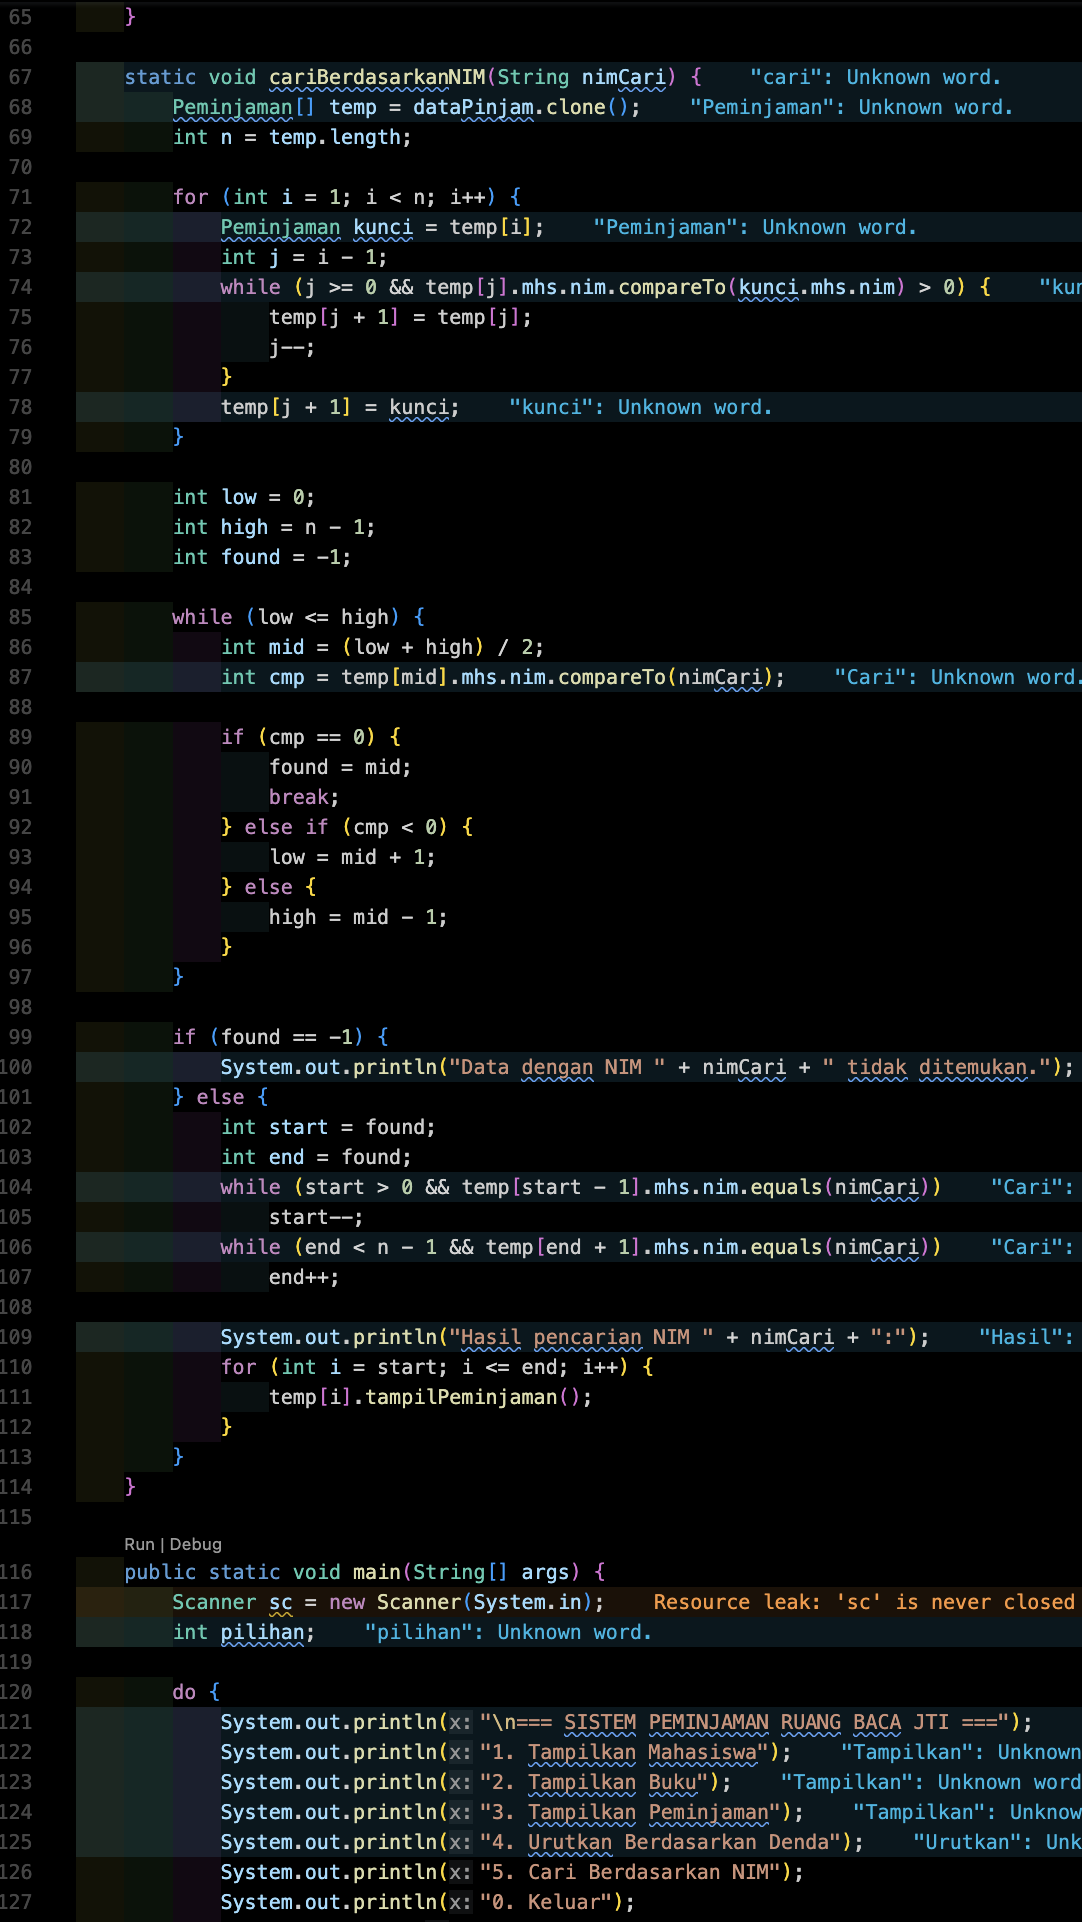 65 }
66
67 static void cariBerdasarkanNIM(String nimCari) { "cari": Unknown word.
68 Peminjaman[] temp = dataPinjam.clone(); "Peminjaman": Unknown word.
69 int n = temp.length;
70
71 for (int i = 1; i < n; i++) {
72 Peminjaman kunci = temp[i]; "Peminjaman": Unknown word.
73 int j = i - 1;
74 while (j >= 0 && temp[j].mhs.nim.compareTo(kunci.mhs.nim) > 0) { "kun
75 temp[j + 1] = temp[j];
76 j--;
77 }
78 temp[j + 1] = kunci; "kunci": Unknown word.
79 }
80
81 int low = 0;
82 int high = n - 1;
83 int found = -1;
84
85 while (low <= high) {
86 int mid = (low + high) / 2;
87 int cmp = temp[mid].mhs.nim.compareTo(nimCari); "Cari": Unknown word.
88
89 if (cmp == 0) {
90 found = mid;
91 break;
92 } else if (cmp < 0) {
93 low = mid + 1;
94 } else {
95 high = mid - 1;
96 }
97 }
98
99 if (found == -1) {
100 System.out.println("Data dengan NIM " + nimCari + " tidak ditemukan.");
101 } else {
102 int start = found;
103 int end = found;
104 while (start > 0 && temp[start - 1].mhs.nim.equals(nimCari)) "Cari":
105 start--;
106 while (end < n - 1 && temp[end + 1].mhs.nim.equals(nimCari)) "Cari":
107 end++;
108
109 System.out.println("Hasil pencarian NIM " + nimCari + ":"); "Hasil":
110 for (int i = start; i <= end; i++) {
111 temp[i].tampilPeminjaman();
112 }
113 }
114 }
115
Run | Debug
116 public static void main(String[] args) {
117 Scanner sc = new Scanner(System.in); Resource leak: 'sc' is never closed
118 int pilihan; "pilihan": Unknown word.
119
120 do {
121 System.out.println(x: "\n=== SISTEM PEMINJAMAN RUANG BACA JTI ===");
122 System.out.println(x: "1. Tampilkan Mahasiswa"); "Tampilkan": Unknown
123 System.out.println(x: "2. Tampilkan Buku"); "Tampilkan": Unknown word
124 System.out.println(x: "3. Tampilkan Peminjaman"); "Tampilkan": Unknow
125 System.out.println(x: "4. Urutkan Berdasarkan Denda"); "Urutkan": Unk
126 System.out.println(x: "5. Cari Berdasarkan NIM");
127 System.out.println(x: "0. Keluar");